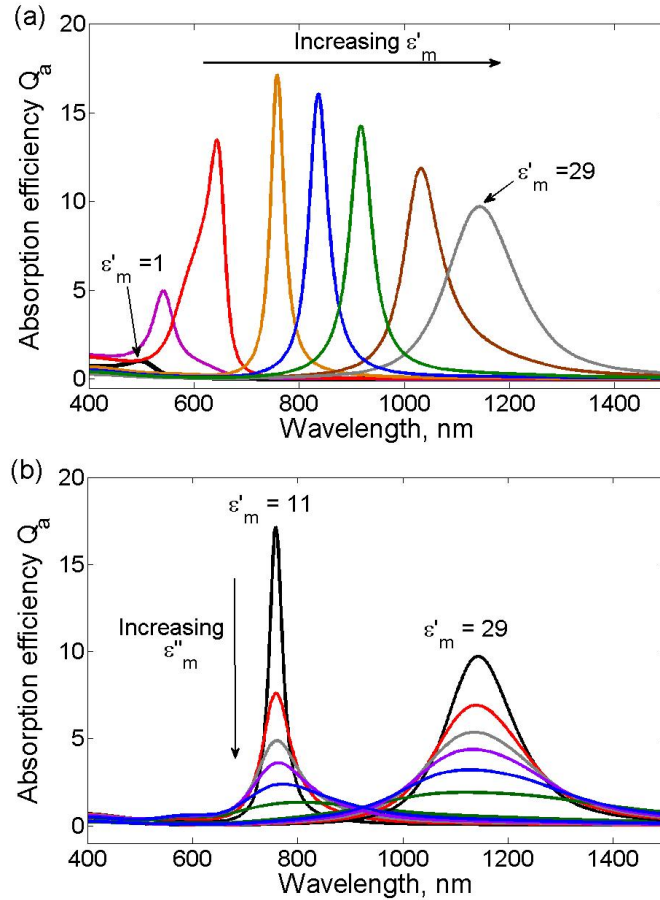 (a)
20
15
10
5
0
Absorption efficiency Qₐ
Increasing ε'ₘ
ε'ₘ =1
ε'ₘ =29
400 600 800 1000 1200 1400
Wavelength, nm
(b)
20
15
10
5
0
Absorption efficiency Qₐ
ε'ₘ = 11
Increasing
ε''ₘ
ε'ₘ = 29
400 600 800 1000 1200 1400
Wavelength, nm